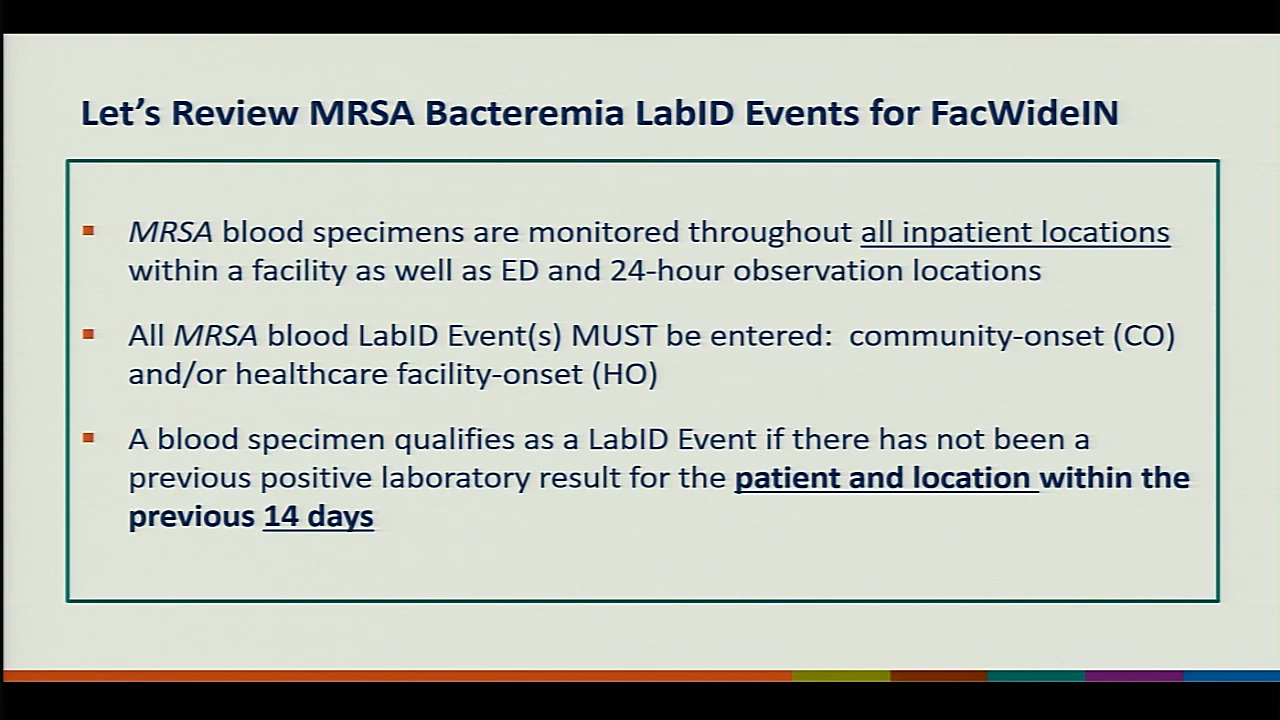 Let's Review MRSA Bacteremia LabID Events for FacWideIN
▪ MRSA blood specimens are monitored throughout all inpatient locations
within a facility as well as ED and 24-hour observation locations
▪ All MRSA blood LabID Event(s) MUST be entered:  community-onset (CO)
and/or healthcare facility-onset (HO)
▪ A blood specimen qualifies as a LabID Event if there has not been a
previous positive laboratory result for the patient and location within the
previous 14 days